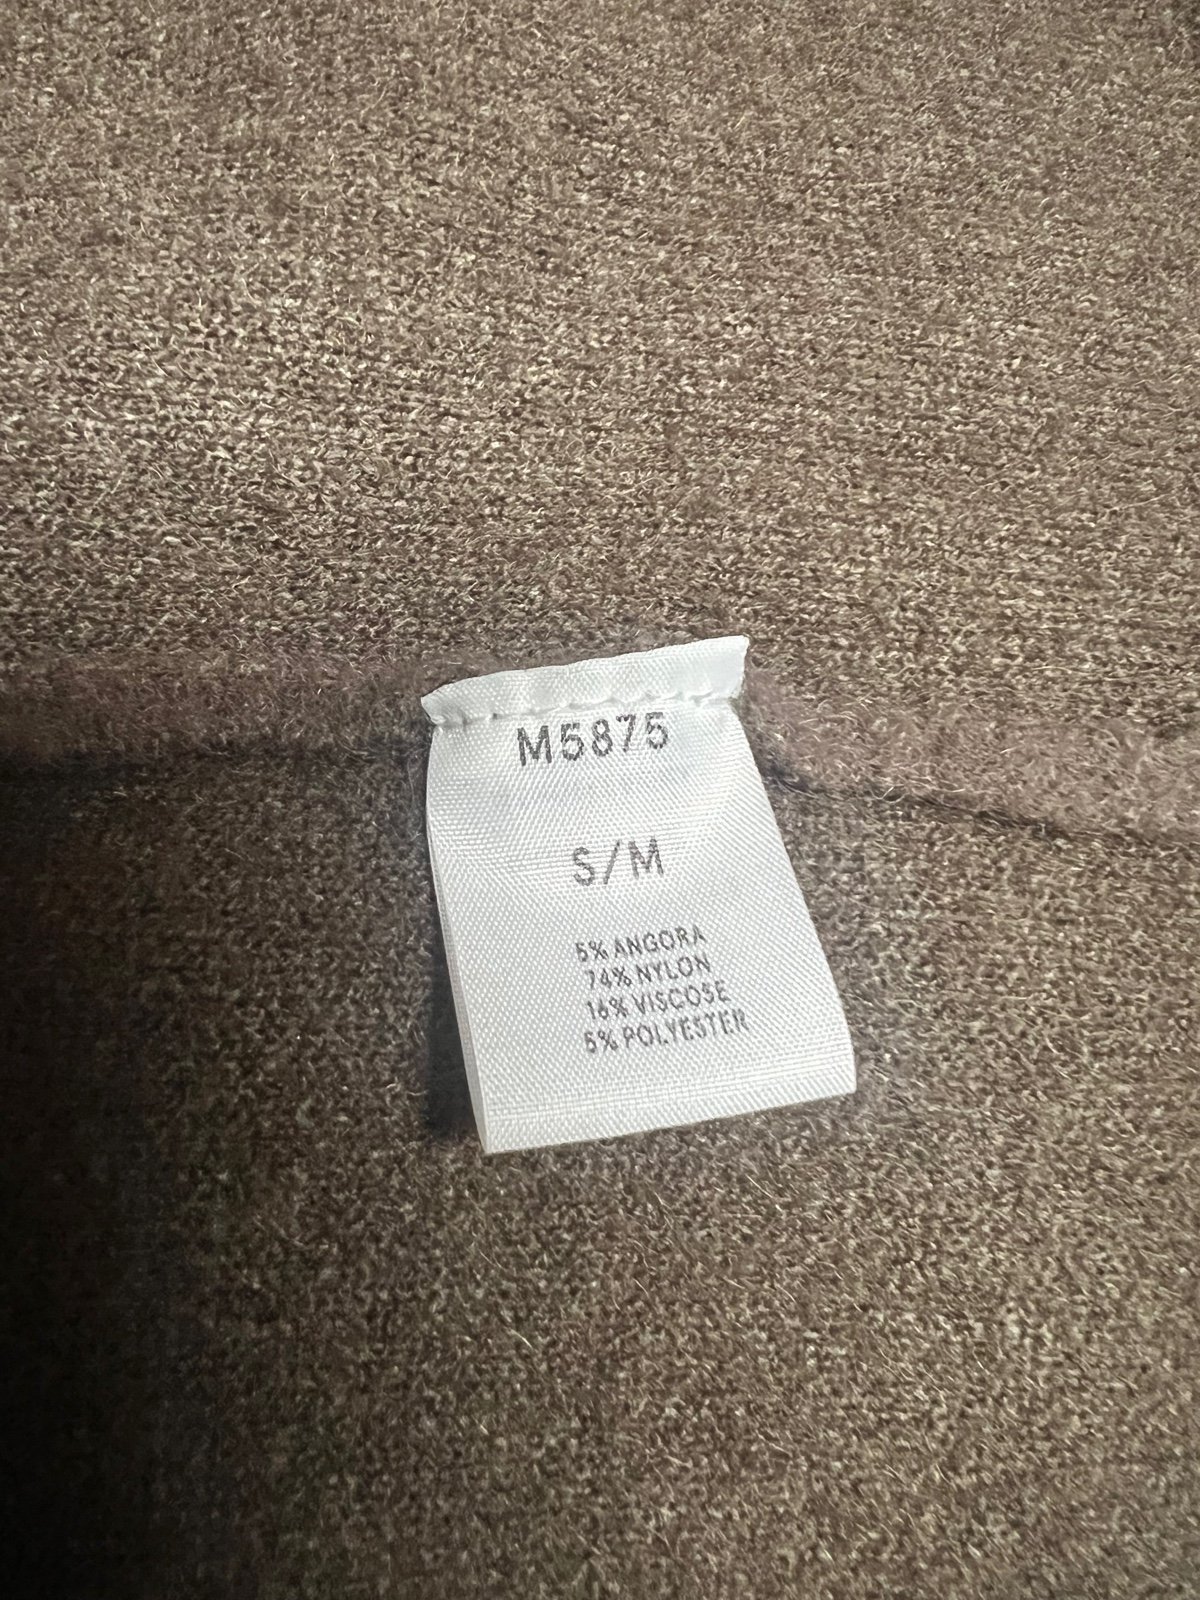 M5875
S/M
5% ANGORA
74% NYLON
16% VISCOSE
5% POLYESTER